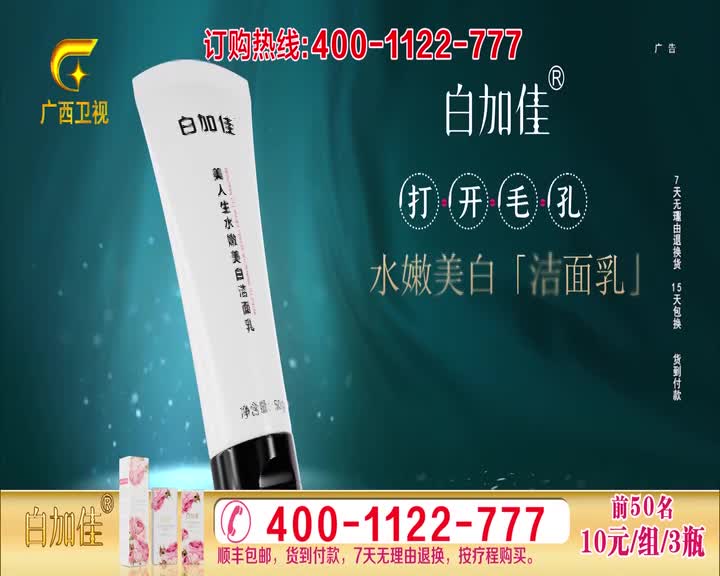 订购热线:400-1122-777
广告
广西卫视
白加佳®
白加佳
美人生水嫩美白洁面乳
净含量:50g
打开毛孔
水嫩美白「洁面乳」
7天无理由退换货 15天包换 货到付款
白加佳®
400-1122-777
顺丰包邮，货到付款，7天无理由退换，按疗程购买。
前50名
10元/组/3瓶